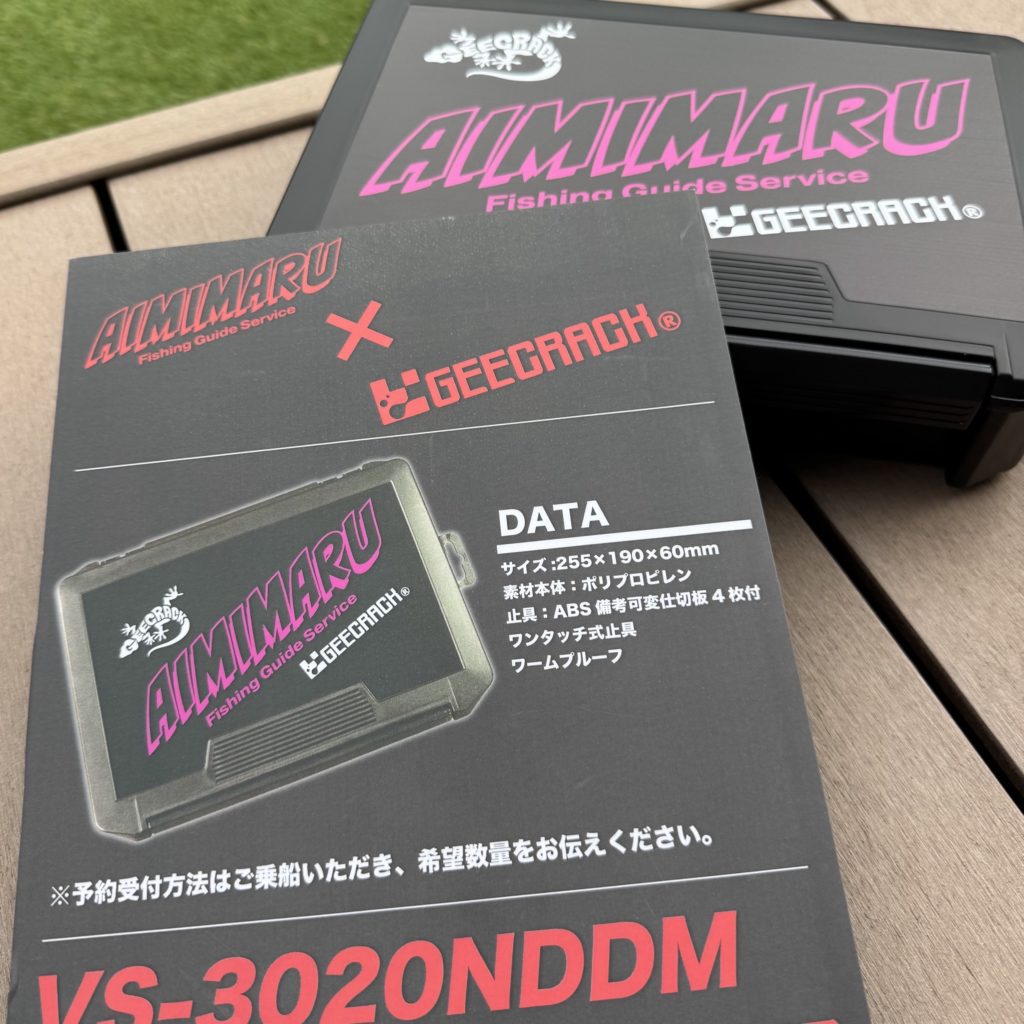 GEECRACK
AIMIMARU
Fishing Guide Service
GEECRACK®
AIMIMARU
Fishing Guide Service
×
GEECRACK®
DATA
サイズ:255×190×60mm
素材本体:ポリプロピレン
止具:ABS 備考可変仕切板4枚付
ワンタッチ式止具
ワームプルーフ
GEECRACK
AIMIMARU
Fishing Guide Service
GEECRACK®
※予約受付方法はご乗船いただき、希望数量をお伝えください。
VS-3020NDDM